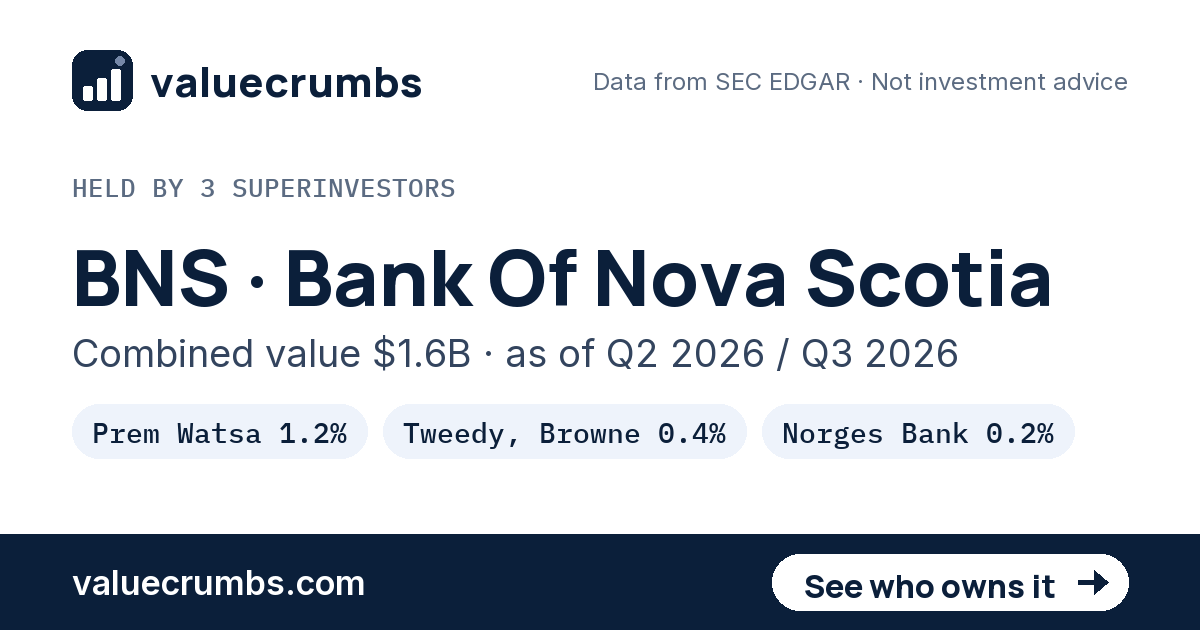 valuecrumbs
Data from SEC EDGAR · Not investment advice
HELD BY 3 SUPERINVESTORS
BNS · Bank Of Nova Scotia
Combined value $1.6B · as of Q2 2026 / Q3 2026
Prem Watsa 1.2%
Tweedy, Browne 0.4%
Norges Bank 0.2%
valuecrumbs.com
See who owns it →